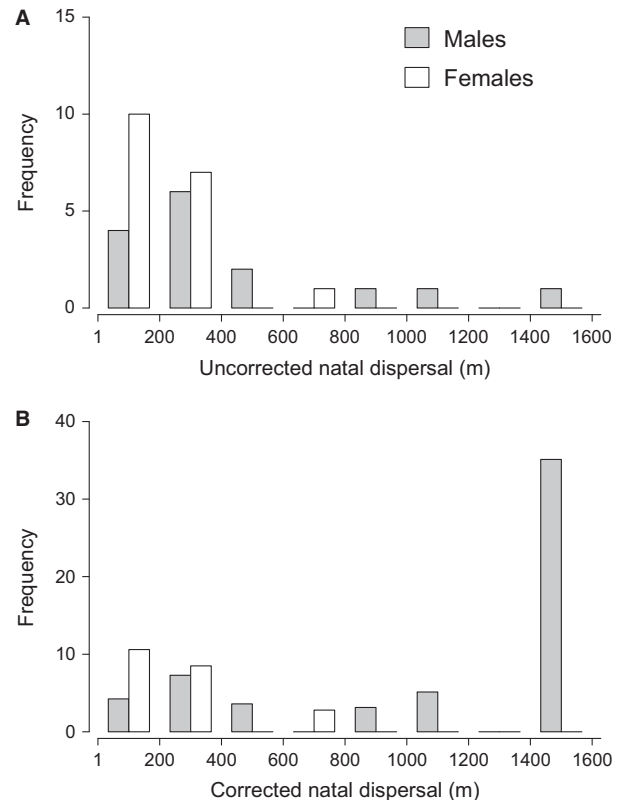 A
15
10
5
0
Frequency
Males
Females
1 200 400 600 800 1000 1200 1400 1600
Uncorrected natal dispersal (m)
B
40
30
20
10
0
Frequency
1 200 400 600 800 1000 1200 1400 1600
Corrected natal dispersal (m)